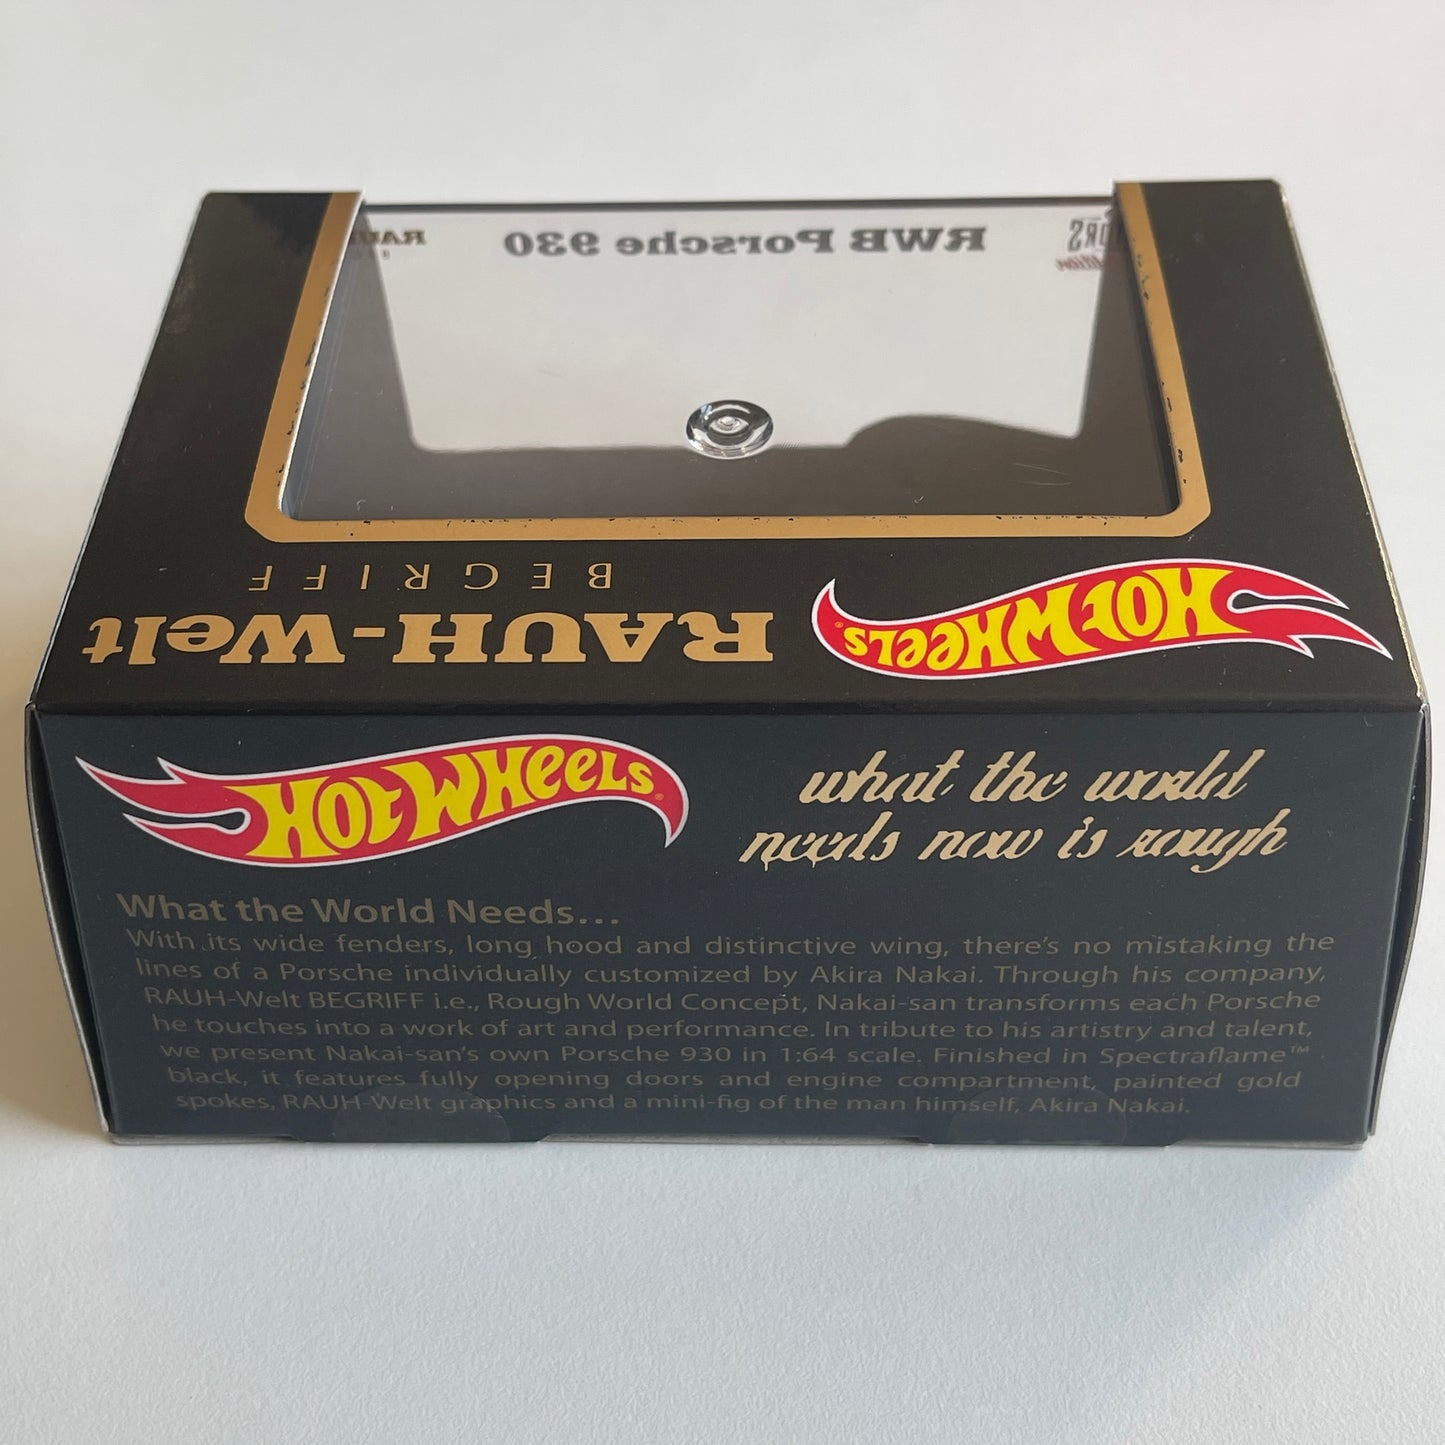 RAU
RWB Porsche 930
ORS
BEGRIFF
RAUH-Welt
HOT WHEELS
HOT WHEELS
what the world
needs now is rough
What the World Needs...
With its wide fenders, long hood and distinctive wing, there's no mistaking the
lines of a Porsche individually customized by Akira Nakai. Through his company,
RAUH-Welt BEGRIFF i.e., Rough World Concept, Nakai-san transforms each Porsche
he touches into a work of art and performance. In tribute to his artistry and talent,
we present Nakai-san's own Porsche 930 in 1:64 scale. Finished in Spectraflame™
black, it features fully opening doors and engine compartment, painted gold
spokes, RAUH-Welt graphics and a mini-fig of the man himself, Akira Nakai.